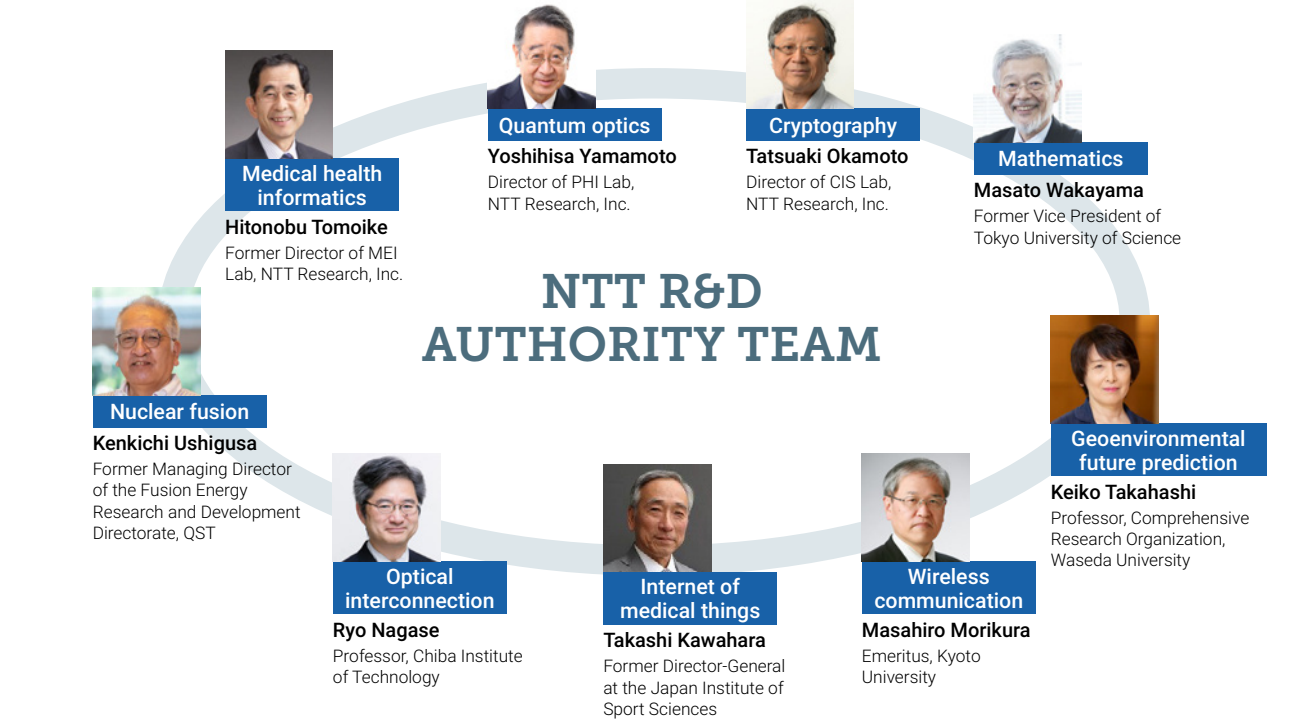 Medical health
informatics
Hitonobu Tomoike
Former Director of MEI
Lab, NTT Research, Inc.
Quantum optics
Yoshihisa Yamamoto
Director of PHI Lab,
NTT Research, Inc.
Cryptography
Tatsuaki Okamoto
Director of CIS Lab,
NTT Research, Inc.
Mathematics
Masato Wakayama
Former Vice President of
Tokyo University of Science
NTT R&D
AUTHORITY TEAM
Nuclear fusion
Kenkichi Ushigusa
Former Managing Director
of the Fusion Energy
Research and Development
Directorate, QST
Geoenvironmental
future prediction
Keiko Takahashi
Professor, Comprehensive
Research Organization,
Waseda University
Optical
interconnection
Ryo Nagase
Professor, Chiba Institute
of Technology
Internet of
medical things
Takashi Kawahara
Former Director-General
at the Japan Institute of
Sport Sciences
Wireless
communication
Masahiro Morikura
Emeritus, Kyoto
University